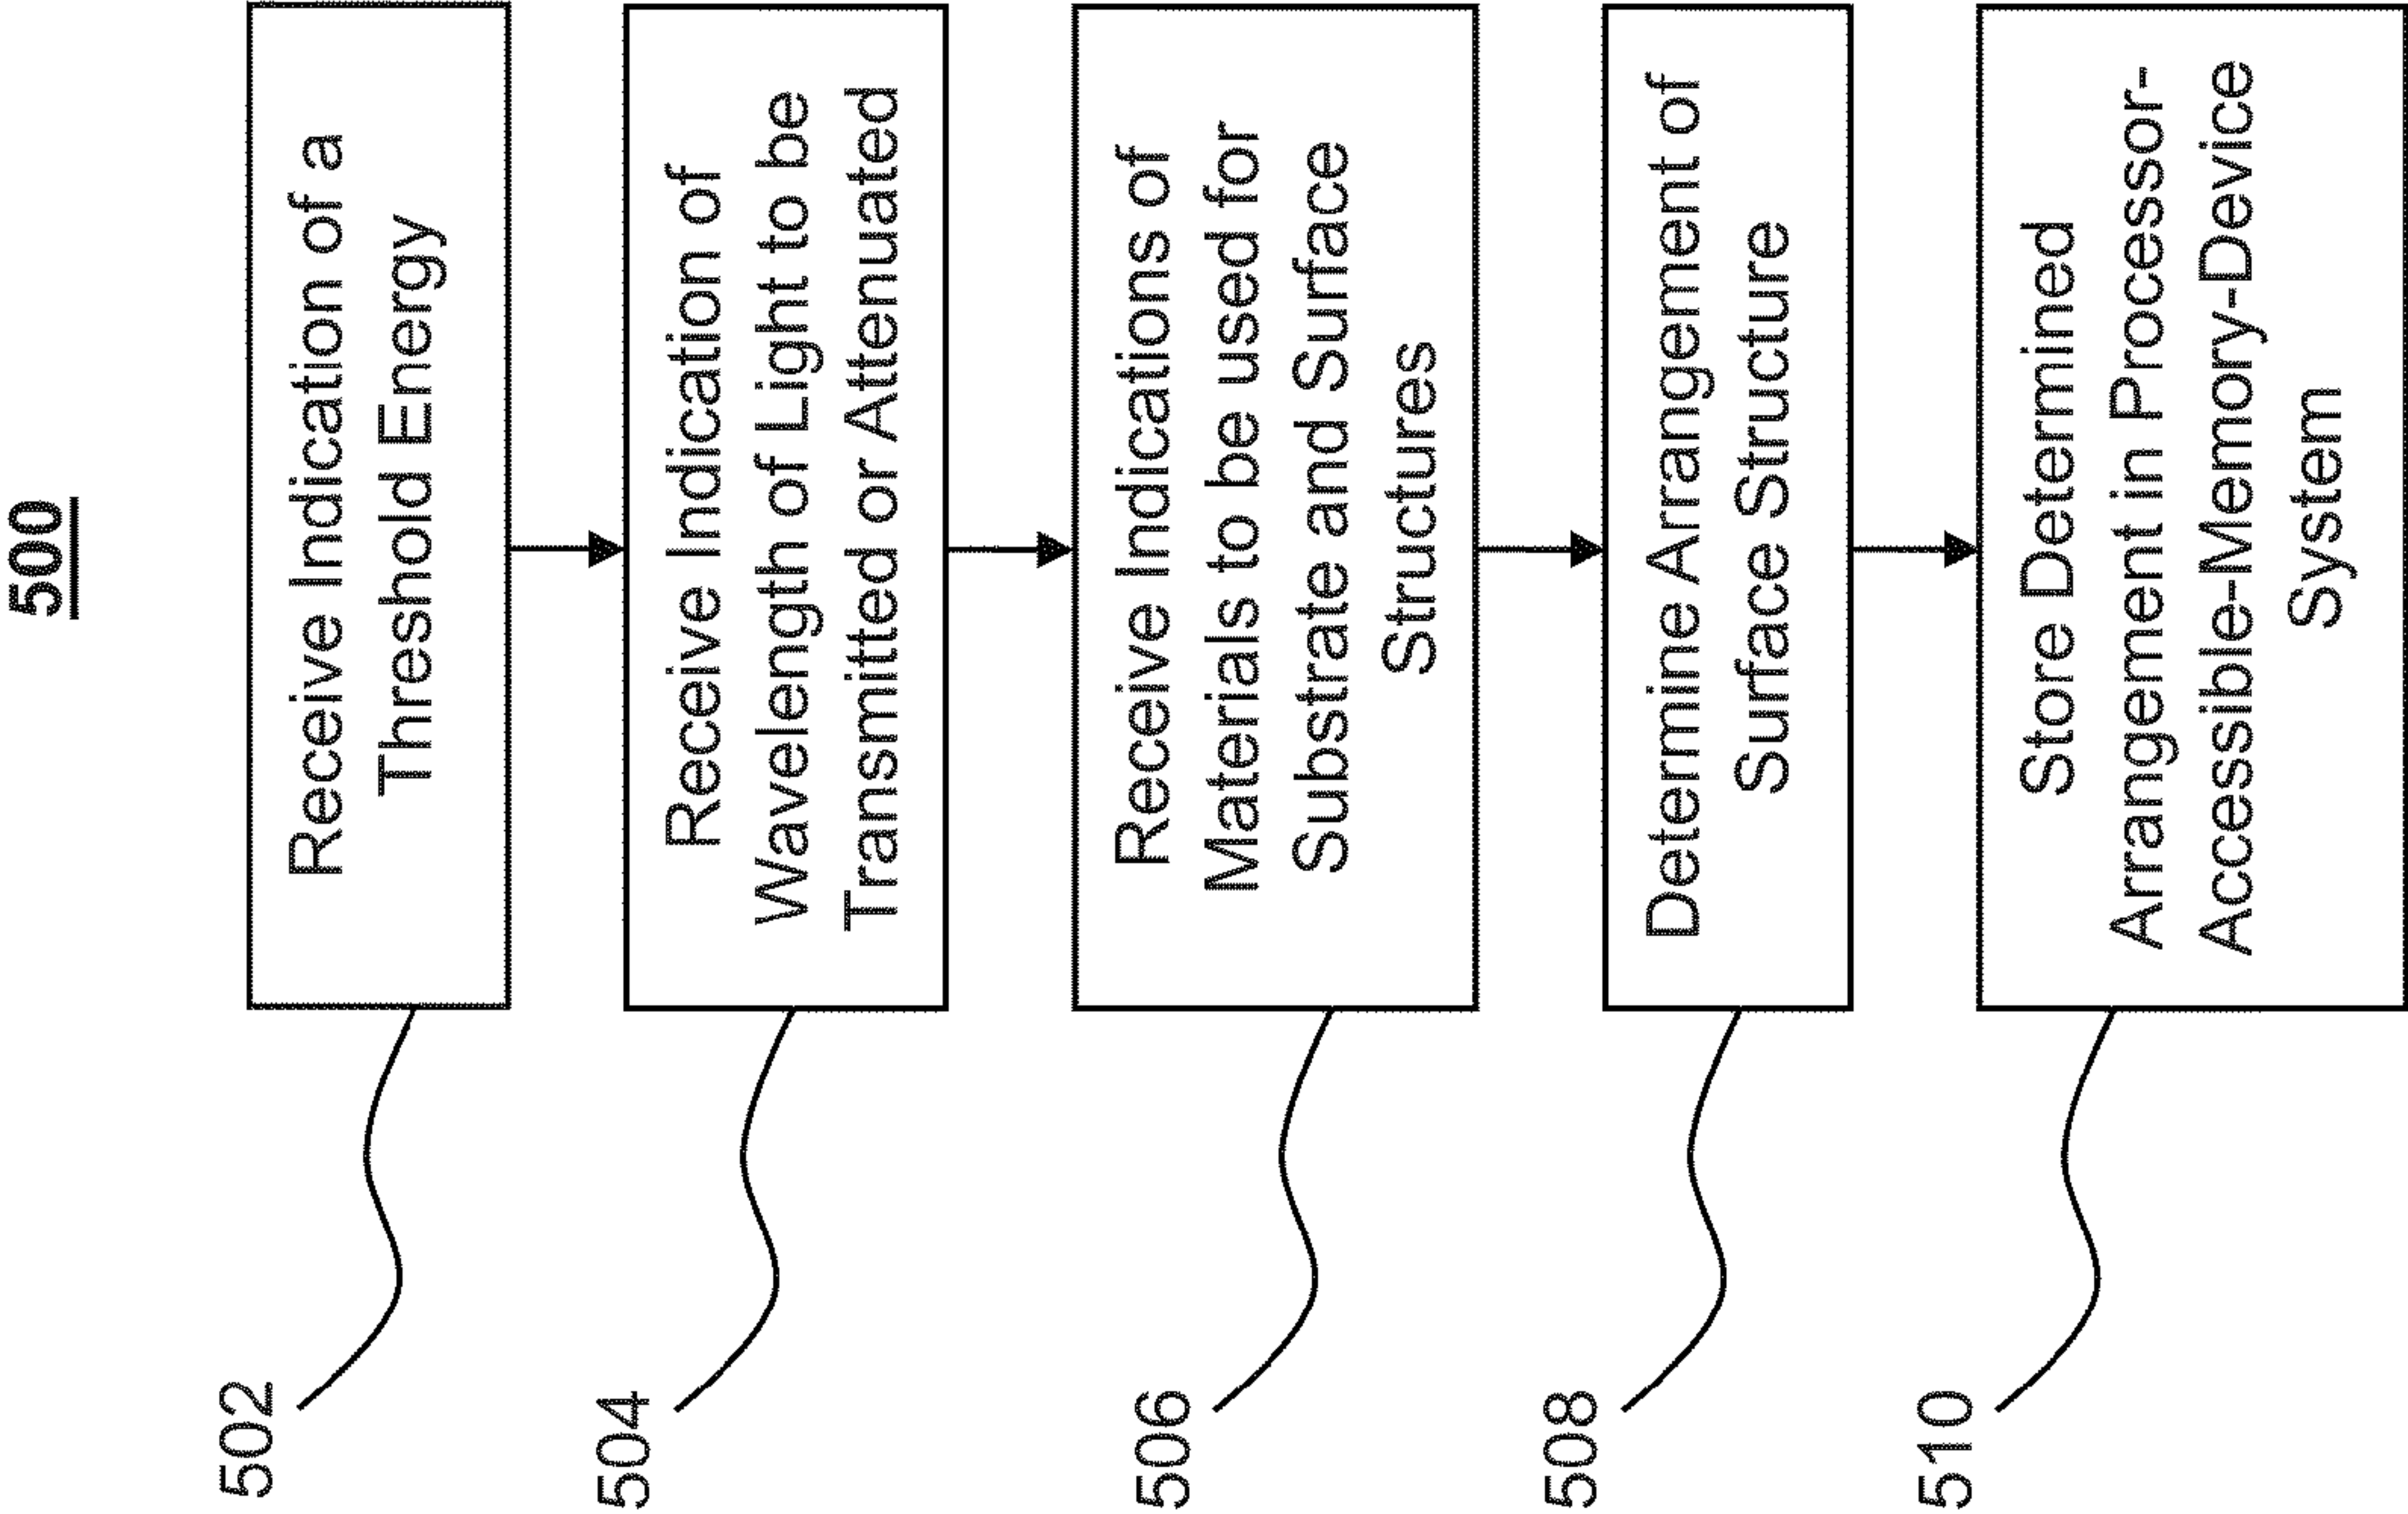 500
502
Receive Indication of a
Threshold Energy
504
Receive Indication of
Wavelength of Light to be
Transmitted or Attenuated
506
Receive Indications of
Materials to be used for
Substrate and Surface
Structures
508
Determine Arrangement of
Surface Structure
510
Store Determined
Arrangement in Processor-
Accessible-Memory-Device
System